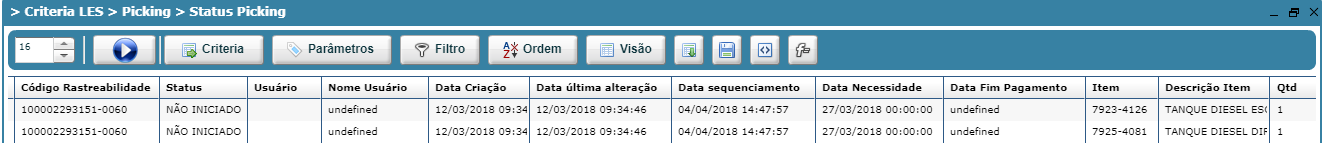 > Criteria LES > Picking > Status Picking
16 Criteria Parâmetros Filtro Ordem Visão
Código Rastreabilidade Status Usuário Nome Usuário Data Criação Data última alteração Data sequenciamento Data Necessidade Data Fim Pagamento Item Descrição Item Qtd
100002293151-0060 NÃO INICIADO undefined 12/03/2018 09:34 12/03/2018 09:34:46 04/04/2018 14:47:57 27/03/2018 00:00:00 undefined 7923-4126 TANQUE DIESEL ESC 1
100002293151-0060 NÃO INICIADO undefined 12/03/2018 09:34 12/03/2018 09:34:46 04/04/2018 14:47:57 27/03/2018 00:00:00 undefined 7925-4081 TANQUE DIESEL DIF 1